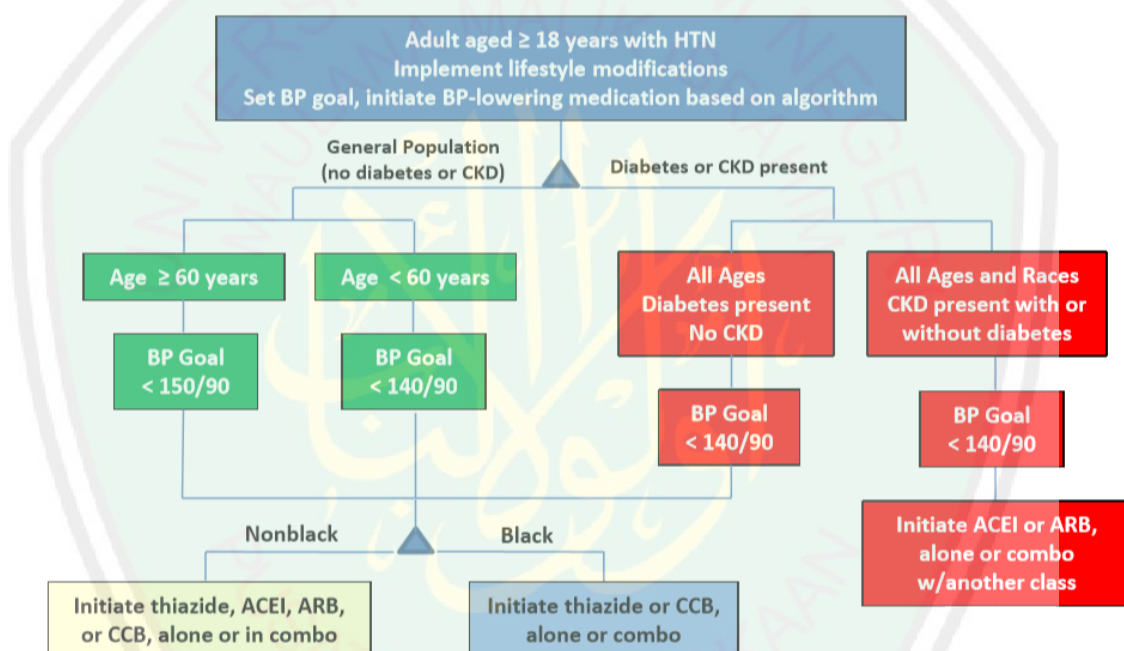 Adult aged ≥ 18 years with HTN
Implement lifestyle modifications
Set BP goal, initiate BP-lowering medication based on algorithm
General Population
(no diabetes or CKD)
Diabetes or CKD present
Age ≥ 60 years
Age < 60 years
All Ages
Diabetes present
No CKD
All Ages and Races
CKD present with or
without diabetes
BP Goal
< 150/90
BP Goal
< 140/90
BP Goal
< 140/90
BP Goal
< 140/90
Nonblack
Black
Initiate ACEI or ARB,
alone or combo
w/another class
Initiate thiazide, ACEI, ARB,
or CCB, alone or in combo
Initiate thiazide or CCB,
alone or combo